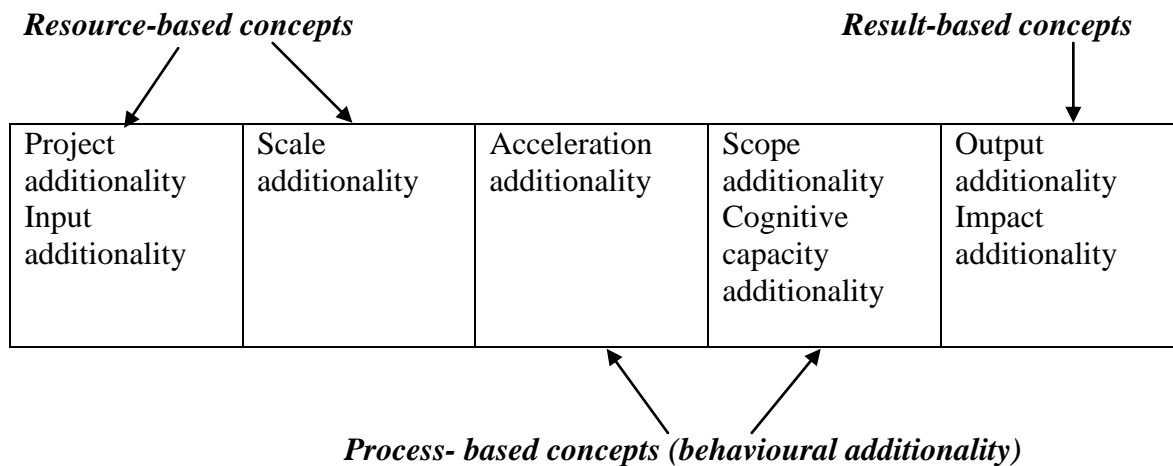 Resource-based concepts
Result-based concepts
Project
additionality
Input
additionality
Scale
additionality
Acceleration
additionality
Scope
additionality
Cognitive
capacity
additionality
Output
additionality
Impact
additionality
Process- based concepts (behavioural additionality)